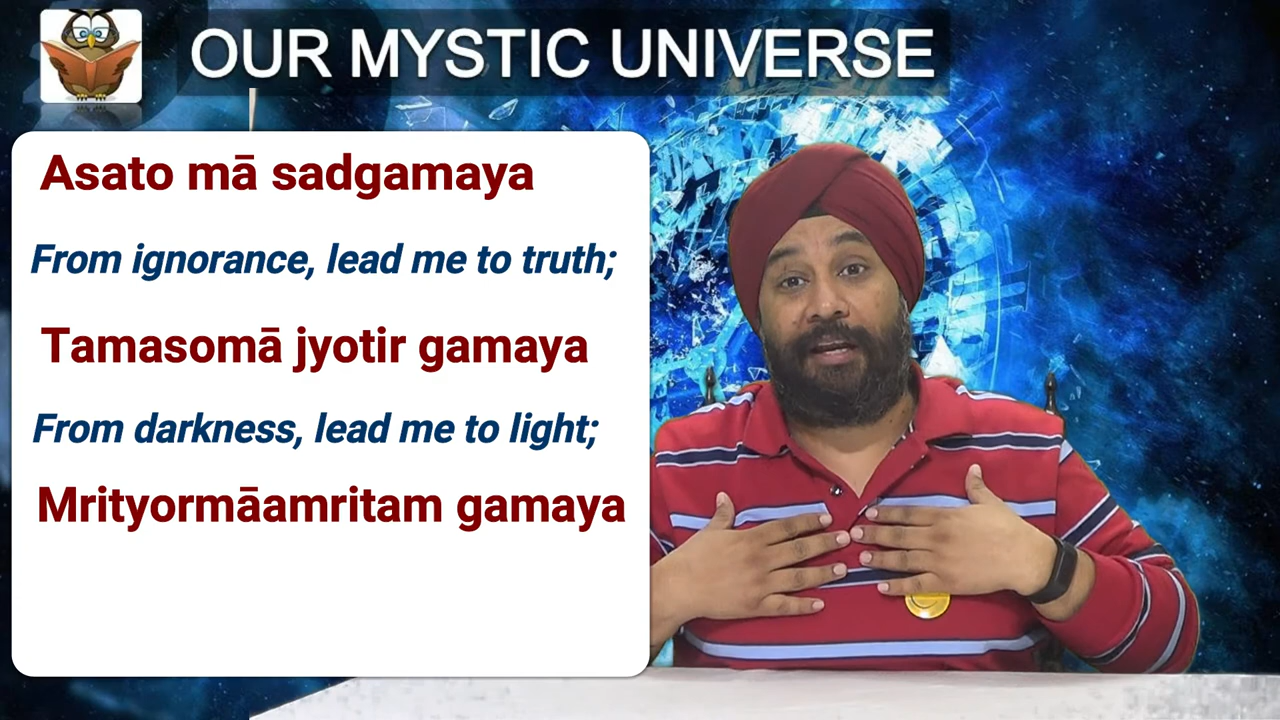 OUR MYSTIC UNIVERSE
Asato mā sadgamaya
From ignorance, lead me to truth;
Tamasomā jyotir gamaya
From darkness, lead me to light;
Mrityormāamritam gamaya